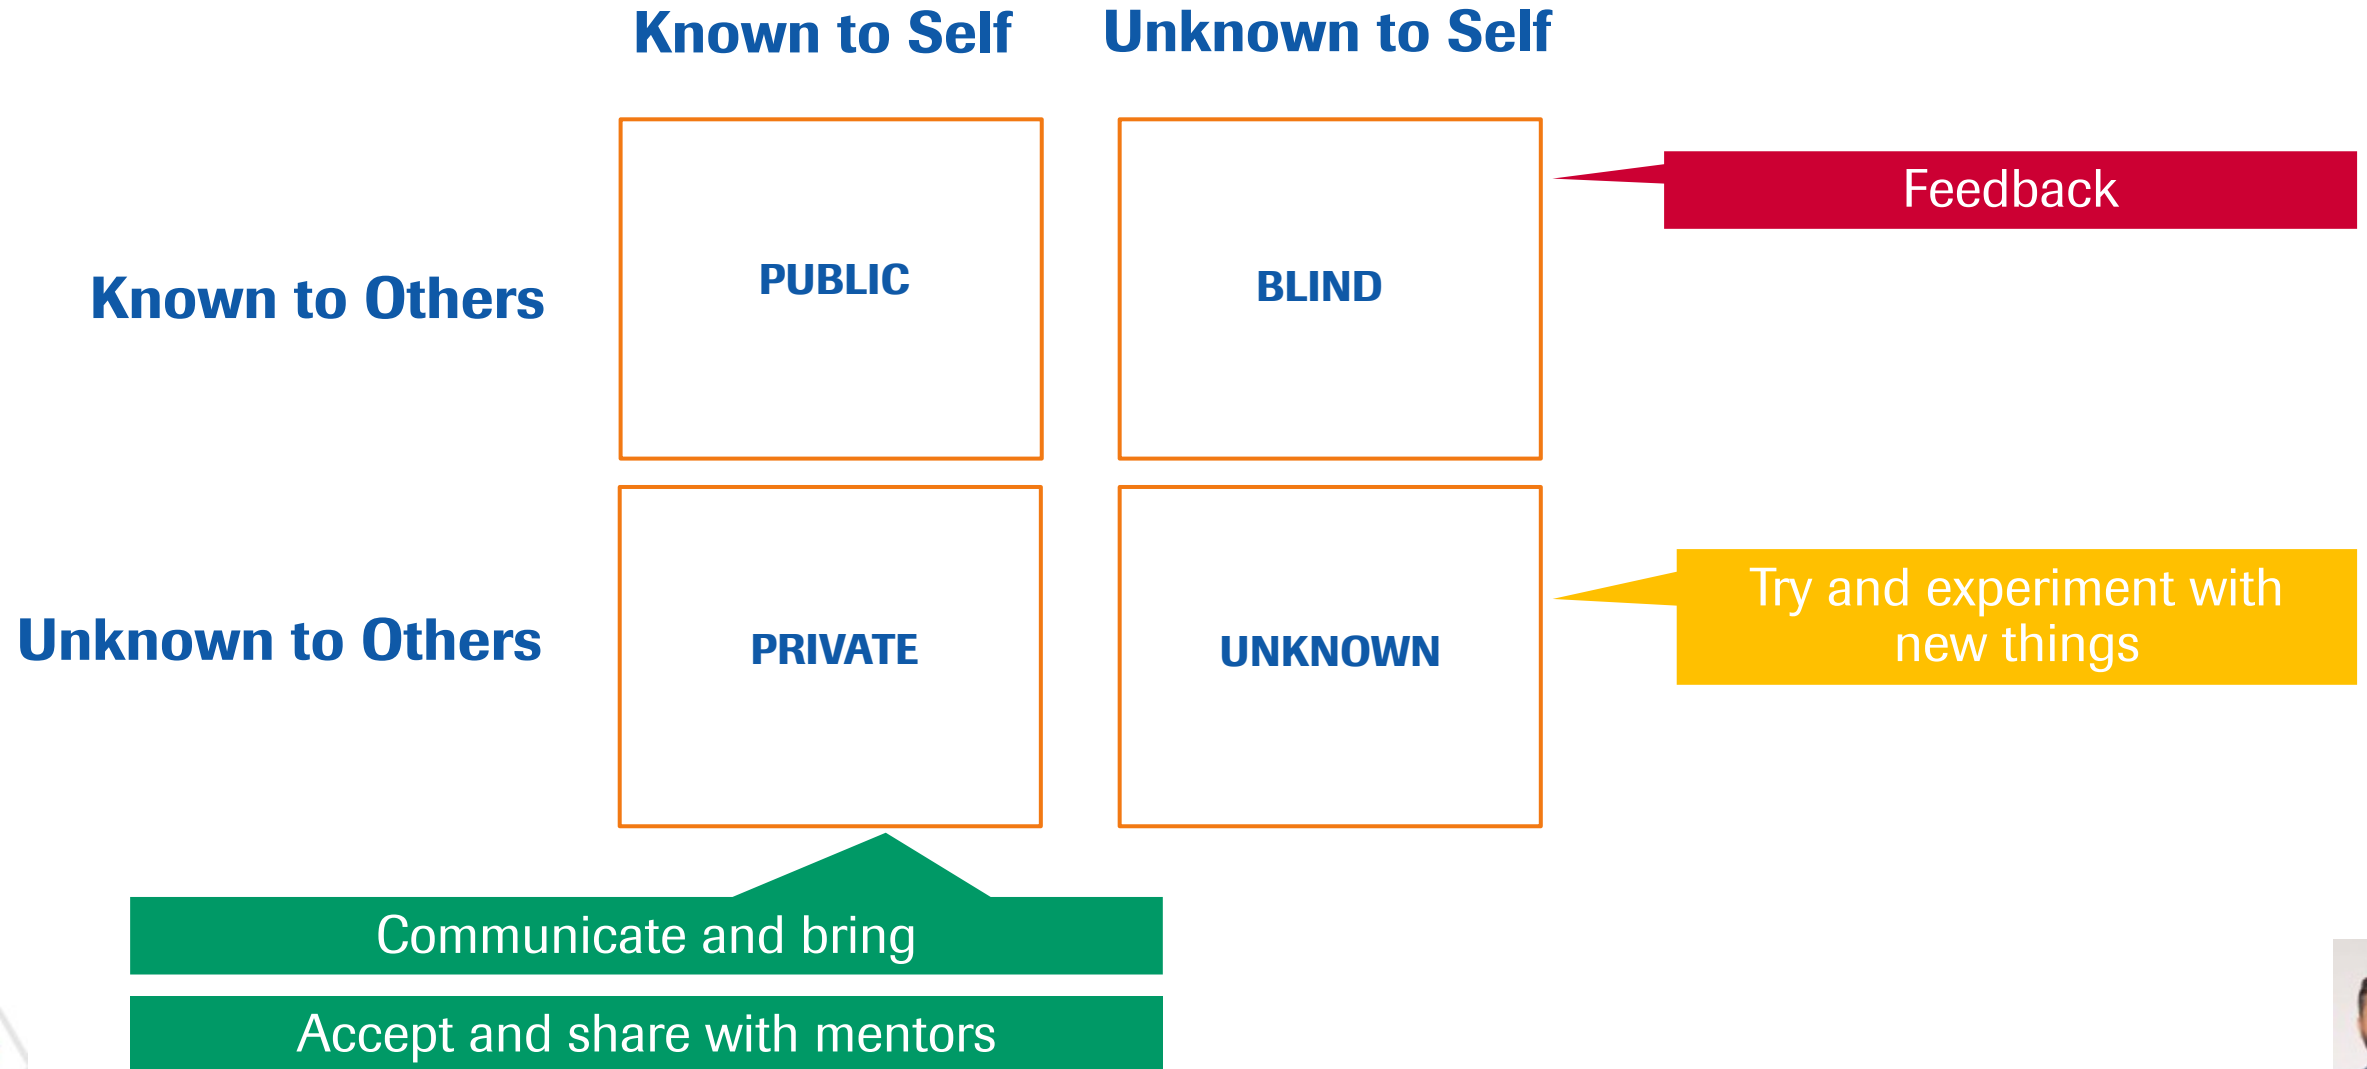 Known to Self
Unknown to Self
Known to Others
PUBLIC
BLIND
Feedback
Unknown to Others
PRIVATE
UNKNOWN
Try and experiment with
new things
Communicate and bring
Accept and share with mentors